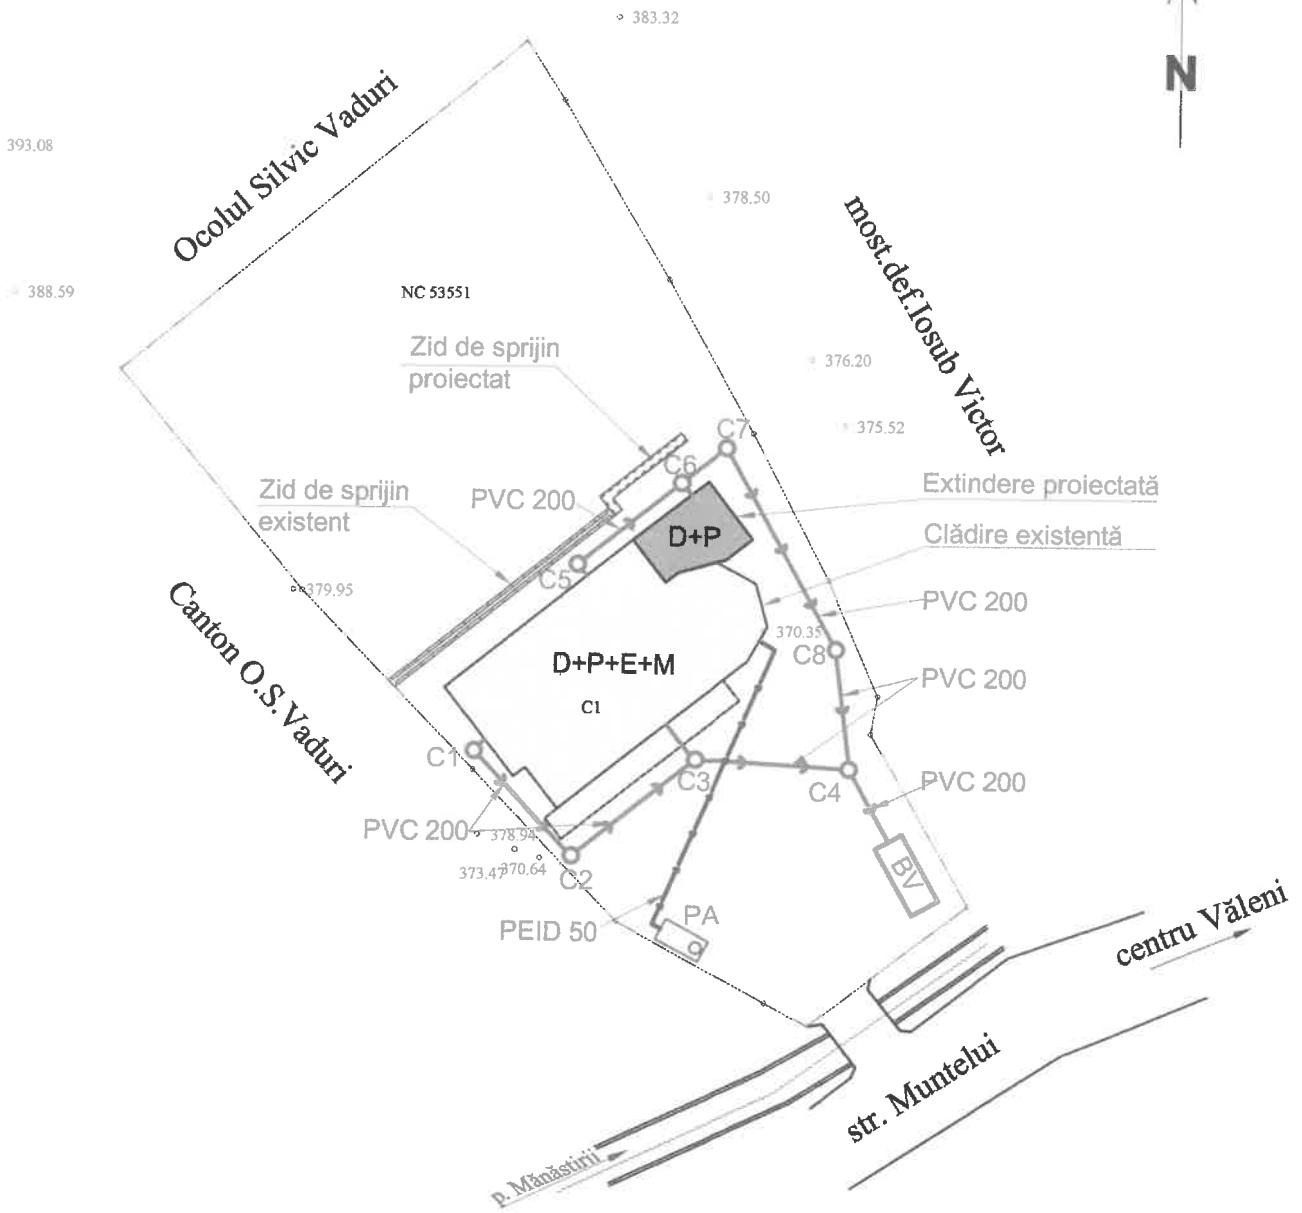 383.32
N
Ocolul Silvic Vaduri
393.08
378.50
most.def.Iosub Victor
388.59
NC 53551
Zid de sprijin
proiectat
376.20
375.52
C7
C6
Zid de sprijin
existent
PVC 200
Extindere proiectată
D+P
Clădire existentă
C5
379.95
PVC 200
370.35
C8
Canton O.S.Vaduri
D+P+E+M
C1
PVC 200
C1
C3
C4
PVC 200
PVC 200
378.94
373.47
370.64
C2
BV
PA
PEID 50
centru Văleni
str. Muntelui
p. Mănăstirii